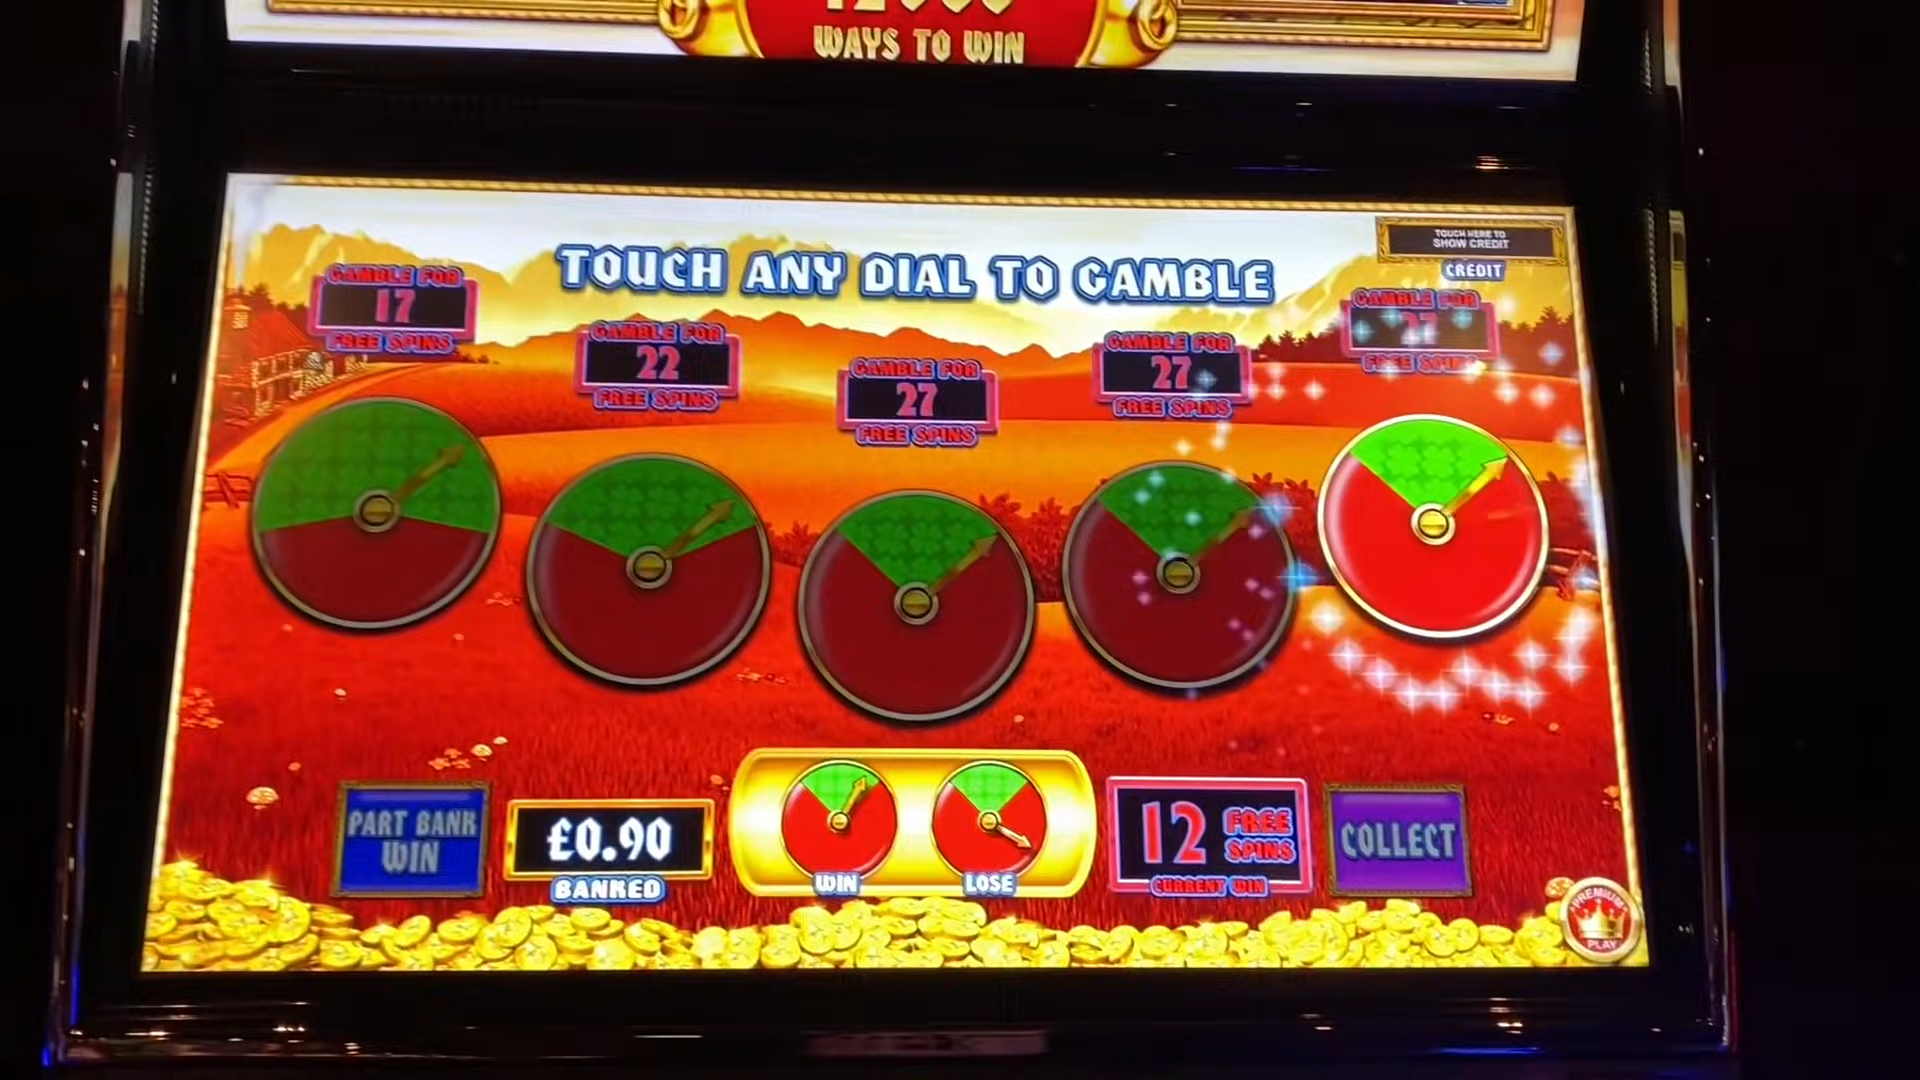 WAYS TO WIN
TOUCH HERE TO
SHOW CREDIT
CREDIT
TOUCH ANY DIAL TO GAMBLE
GAMBLE FOR
17
FREE SPINS
GAMBLE FOR
22
FREE SPINS
GAMBLE FOR
27
FREE SPINS
GAMBLE FOR
27
FREE SPINS
GAMBLE FOR
27
FREE SPINS
PART BANK
WIN
£0.90
BANKED
WIN
LOSE
12 FREE
SPINS
CURRENT WIN
COLLECT
PREMIUM
PLAY